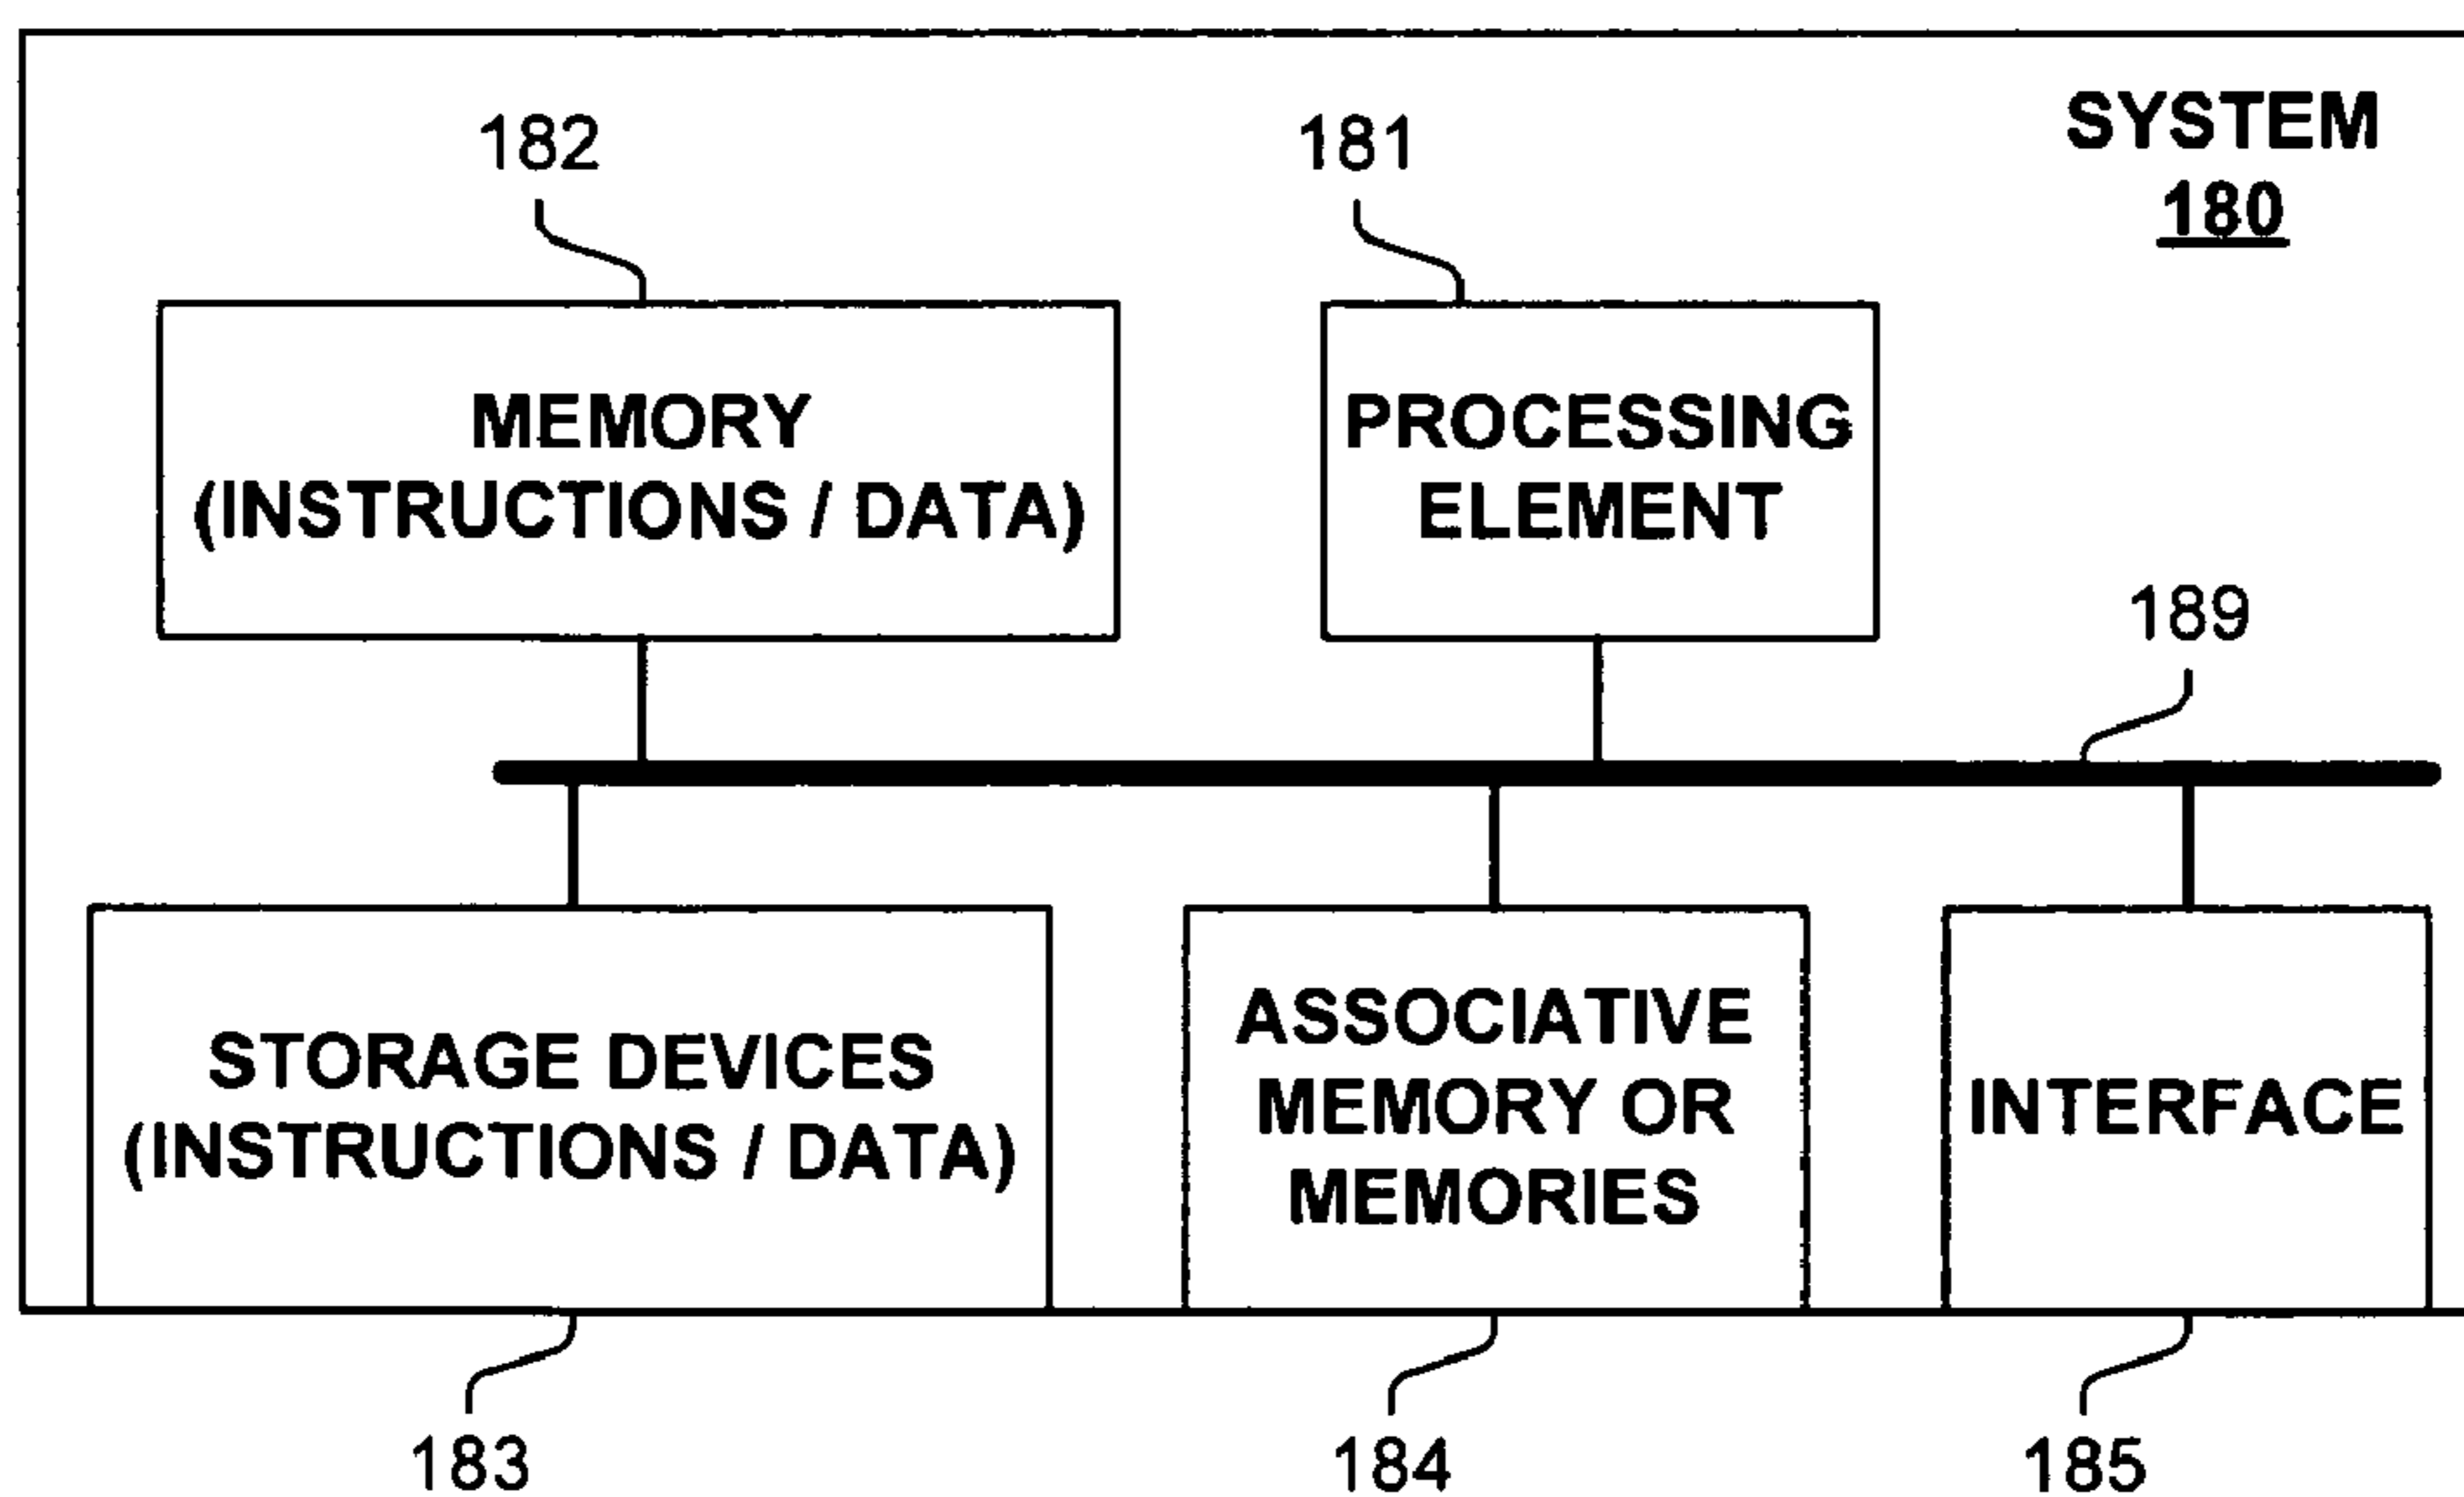 SYSTEM
180
182
181
MEMORY
(INSTRUCTIONS / DATA)
PROCESSING
ELEMENT
189
STORAGE DEVICES
(INSTRUCTIONS / DATA)
ASSOCIATIVE
MEMORY OR
MEMORIES
INTERFACE
183
184
185